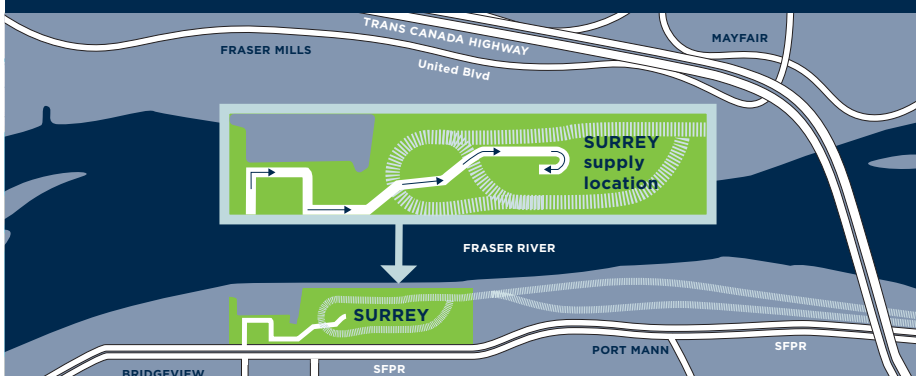 TRANS CANADA HIGHWAY
MAYFAIR
FRASER MILLS
United Blvd
SURREY
supply
location
FRASER RIVER
SURREY
PORT MANN
SFPR
SFPR
BRIDGEVIEW